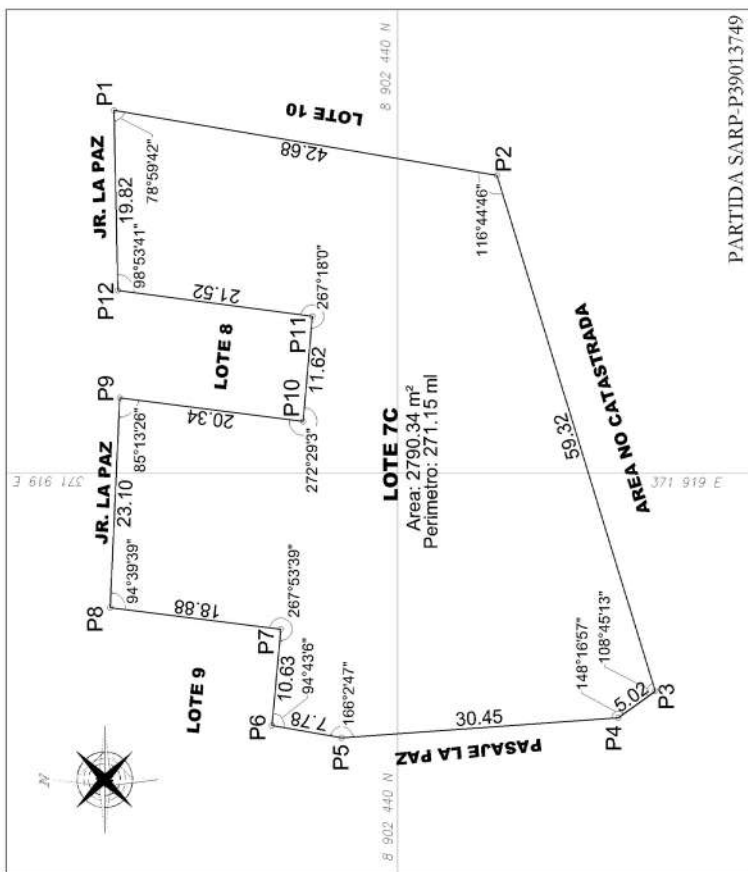 N
JR. LA PAZ
JR. LA PAZ
P8
23.10
P9
P12
19.82
P1
94°39'39"
85°13'26"
98°53'41"
78°59'42"
LOTE 9
18.88
20.34
LOTE 8
21.52
LOTE 10
42.68
P6
10.63
P7
267°53'39"
94°43'6"
7.78
P5
166°2'47"
P10
272°29'3"
11.62
P11
267°18'0"
371 919 E
8 902 440 N
8 902 440 N
LOTE 7C
Area: 2790.34 m²
Perimetro: 271.15 ml
PASAJE LA PAZ
30.45
116°44'46"
P2
59.32
AREA NO CATASTRADA
148°16'57"
108°45'13"
P4
5.02
P3
371 919 E
PARTIDA SARP-P39013749